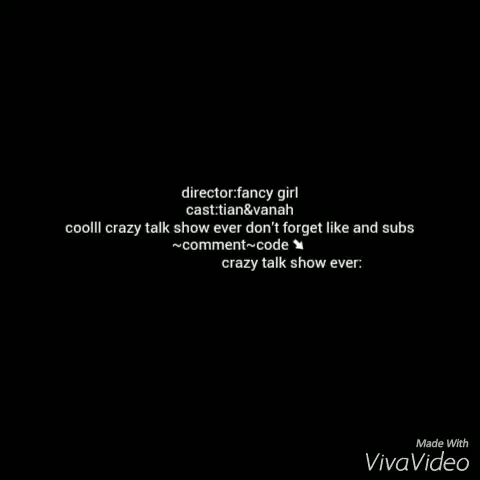 director:fancy girl
cast:tian&vanah
coolll crazy talk show ever don't forget like and subs
~comment~code ➘
crazy talk show ever:
Made With
VivaVideo